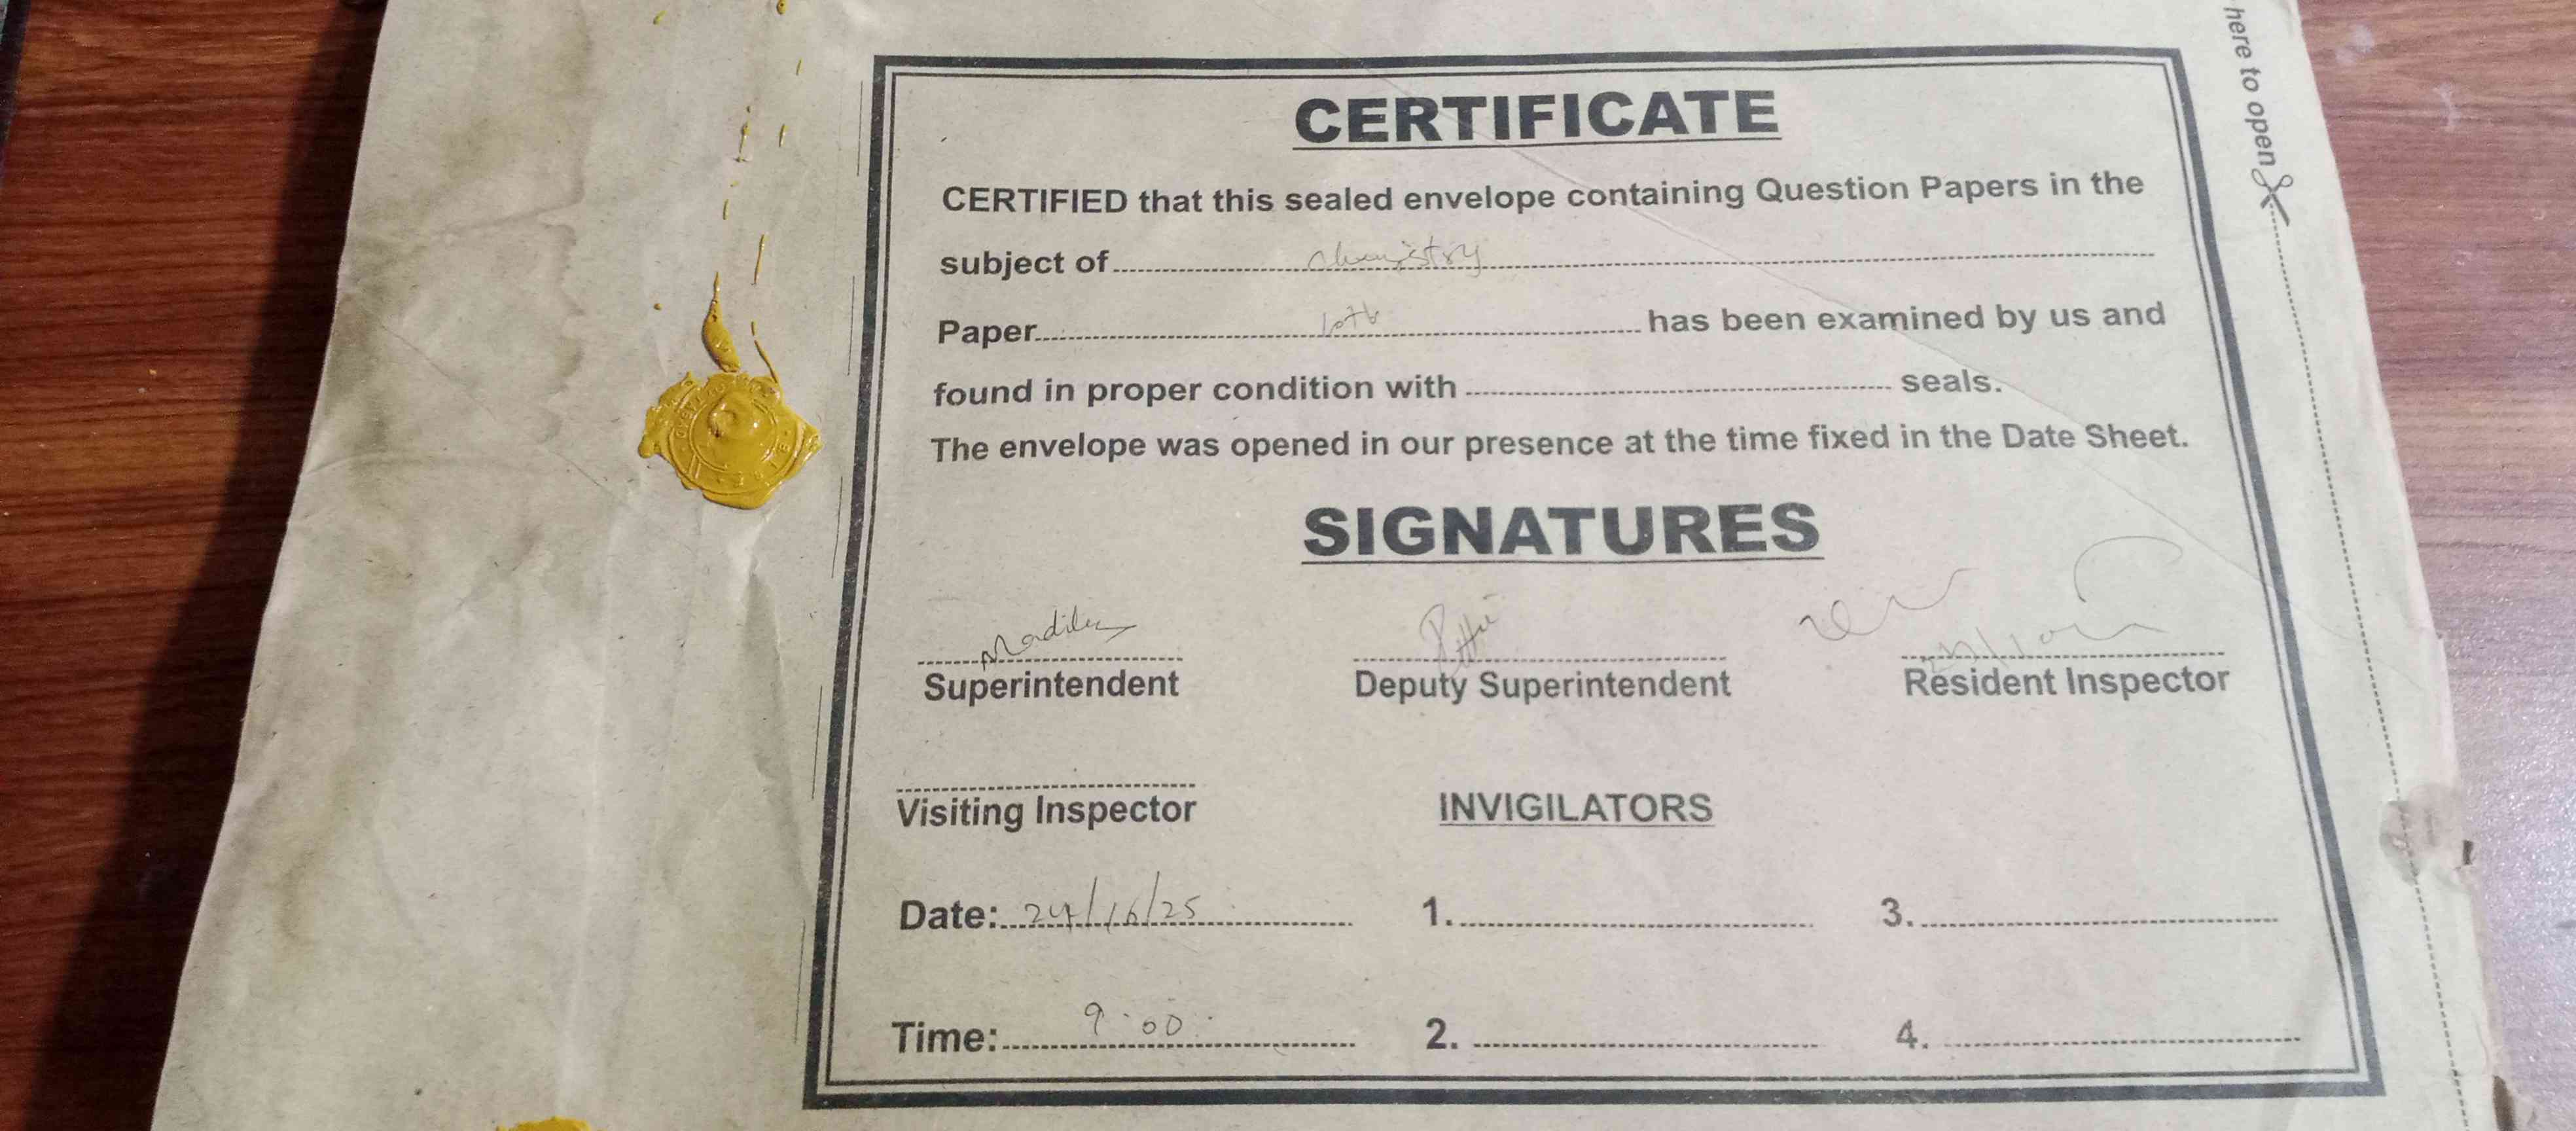 here to open
CERTIFICATE
CERTIFIED that this sealed envelope containing Question Papers in the
subject of chemistry
Paper 10th has been examined by us and
found in proper condition with seals.
The envelope was opened in our presence at the time fixed in the Date Sheet.
SIGNATURES
Superintendent Deputy Superintendent Resident Inspector
Visiting Inspector INVIGILATORS
Date: 24/10/25 1. 3.
Time: 9:00 2. 4.